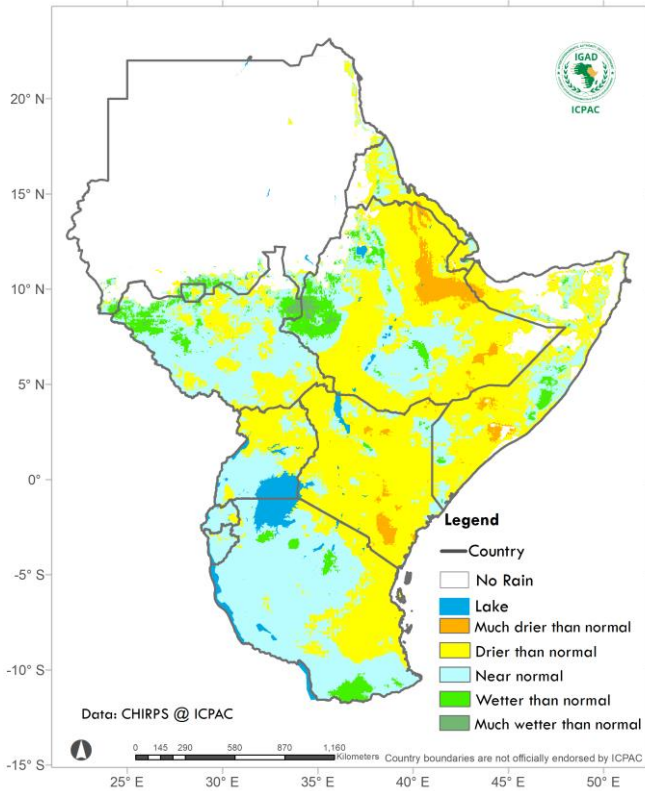 IGAD
ICPAC
20° N
15° N
10° N
5° N
0°
-5° S
-10° S
-15° S
Legend
Country
No Rain
Lake
Much drier than normal
Drier than normal
Near normal
Wetter than normal
Much wetter than normal
Data: CHIRPS @ ICPAC
0 145 290 580 870 1,160
Kilometers
Country boundaries are not officially endorsed by ICPAC
25° E 30° E 35° E 40° E 45° E 50° E